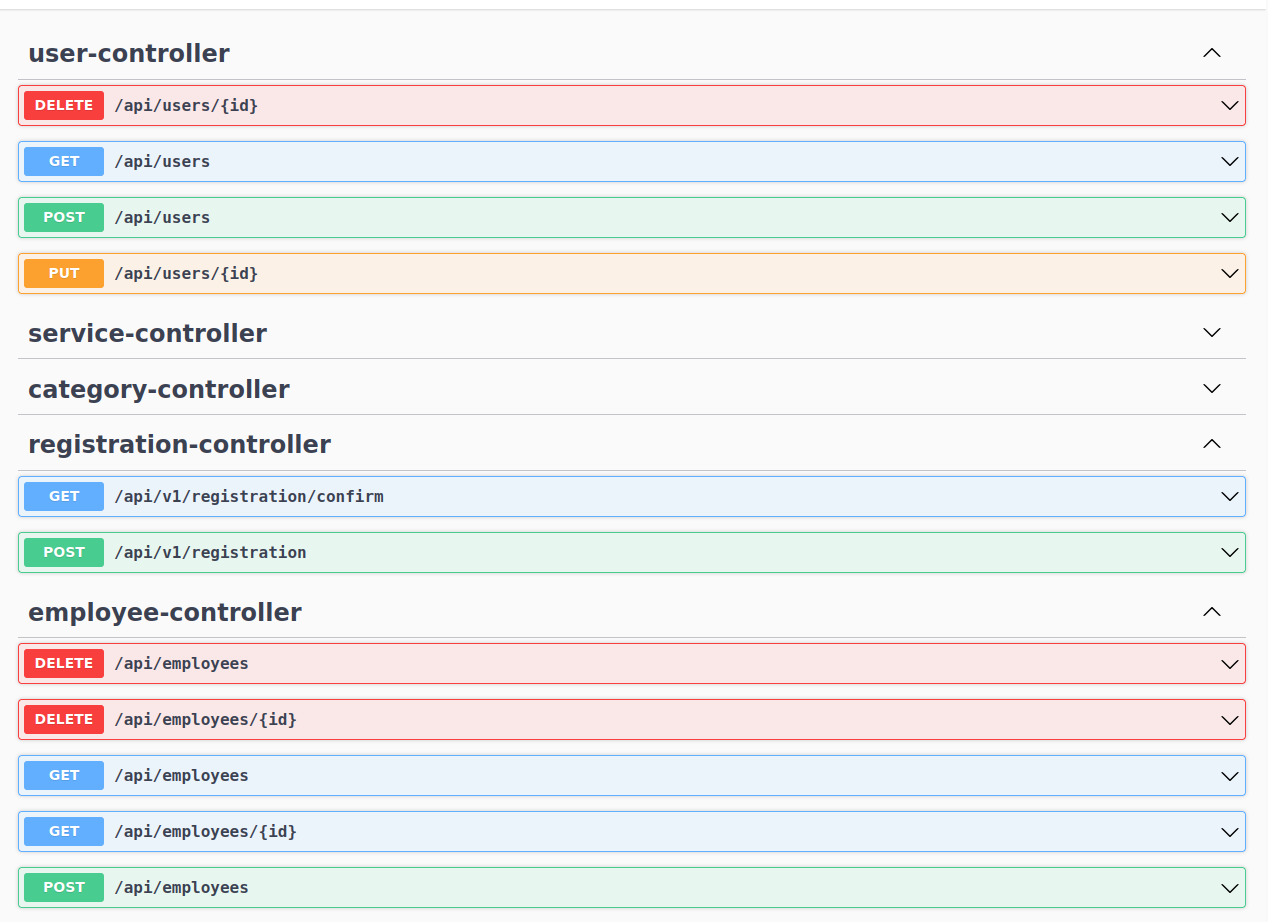 user-controller
DELETE /api/users/{id}
GET /api/users
POST /api/users
PUT /api/users/{id}
service-controller
category-controller
registration-controller
GET /api/v1/registration/confirm
POST /api/v1/registration
employee-controller
DELETE /api/employees
DELETE /api/employees/{id}
GET /api/employees
GET /api/employees/{id}
POST /api/employees